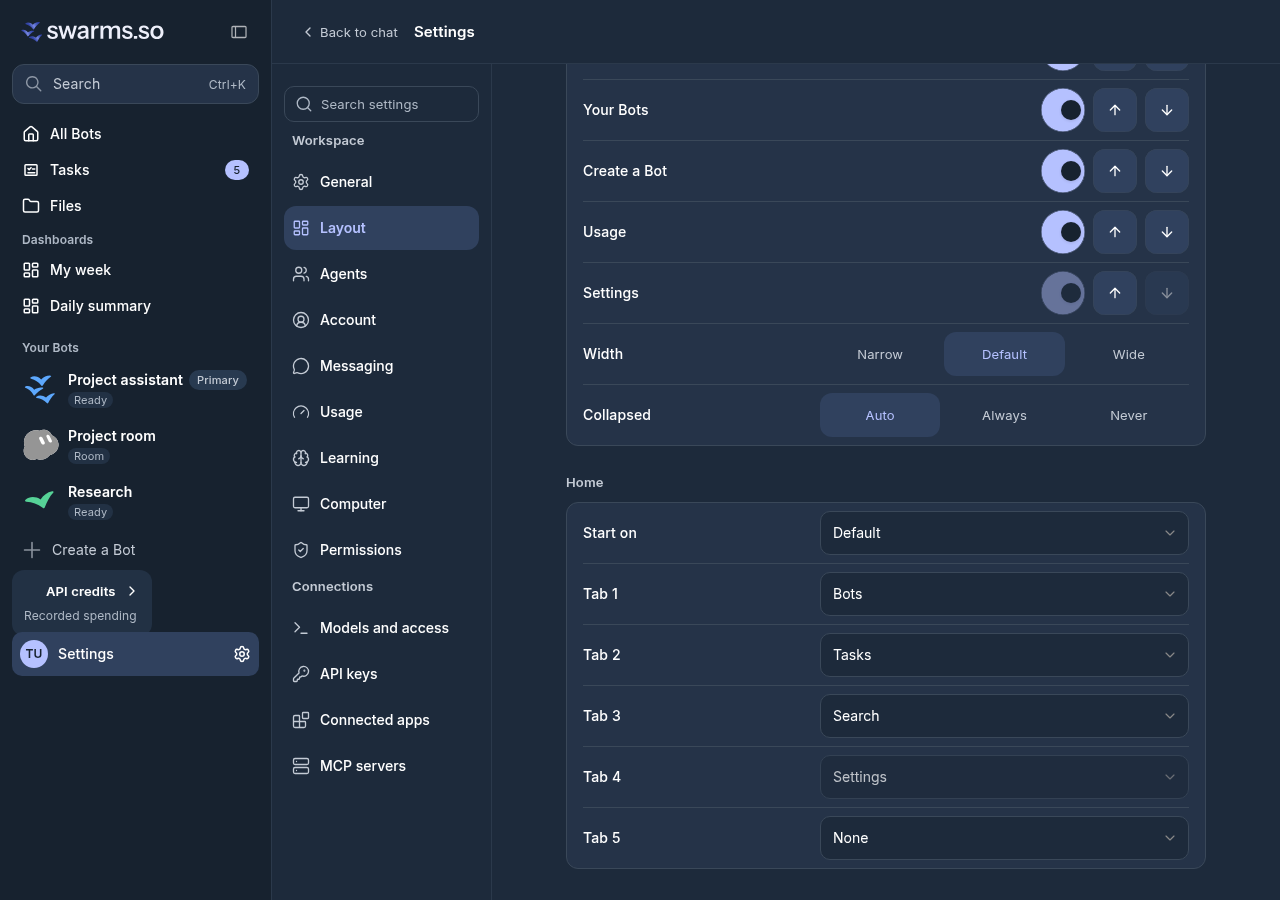 swarms.so
Search Ctrl+K
All Bots
Tasks 5
Files
Dashboards
My week
Daily summary
Your Bots
Project assistant Primary
Ready
Project room
Room
Research
Ready
Create a Bot
API credits
Recorded spending
TU Settings
Back to chat Settings
Search settings
Workspace
General
Layout
Agents
Account
Messaging
Usage
Learning
Computer
Permissions
Connections
Models and access
API keys
Connected apps
MCP servers
Your Bots
Create a Bot
Usage
Settings
Width Narrow Default Wide
Collapsed Auto Always Never
Home
Start on Default
Tab 1 Bots
Tab 2 Tasks
Tab 3 Search
Tab 4 Settings
Tab 5 None